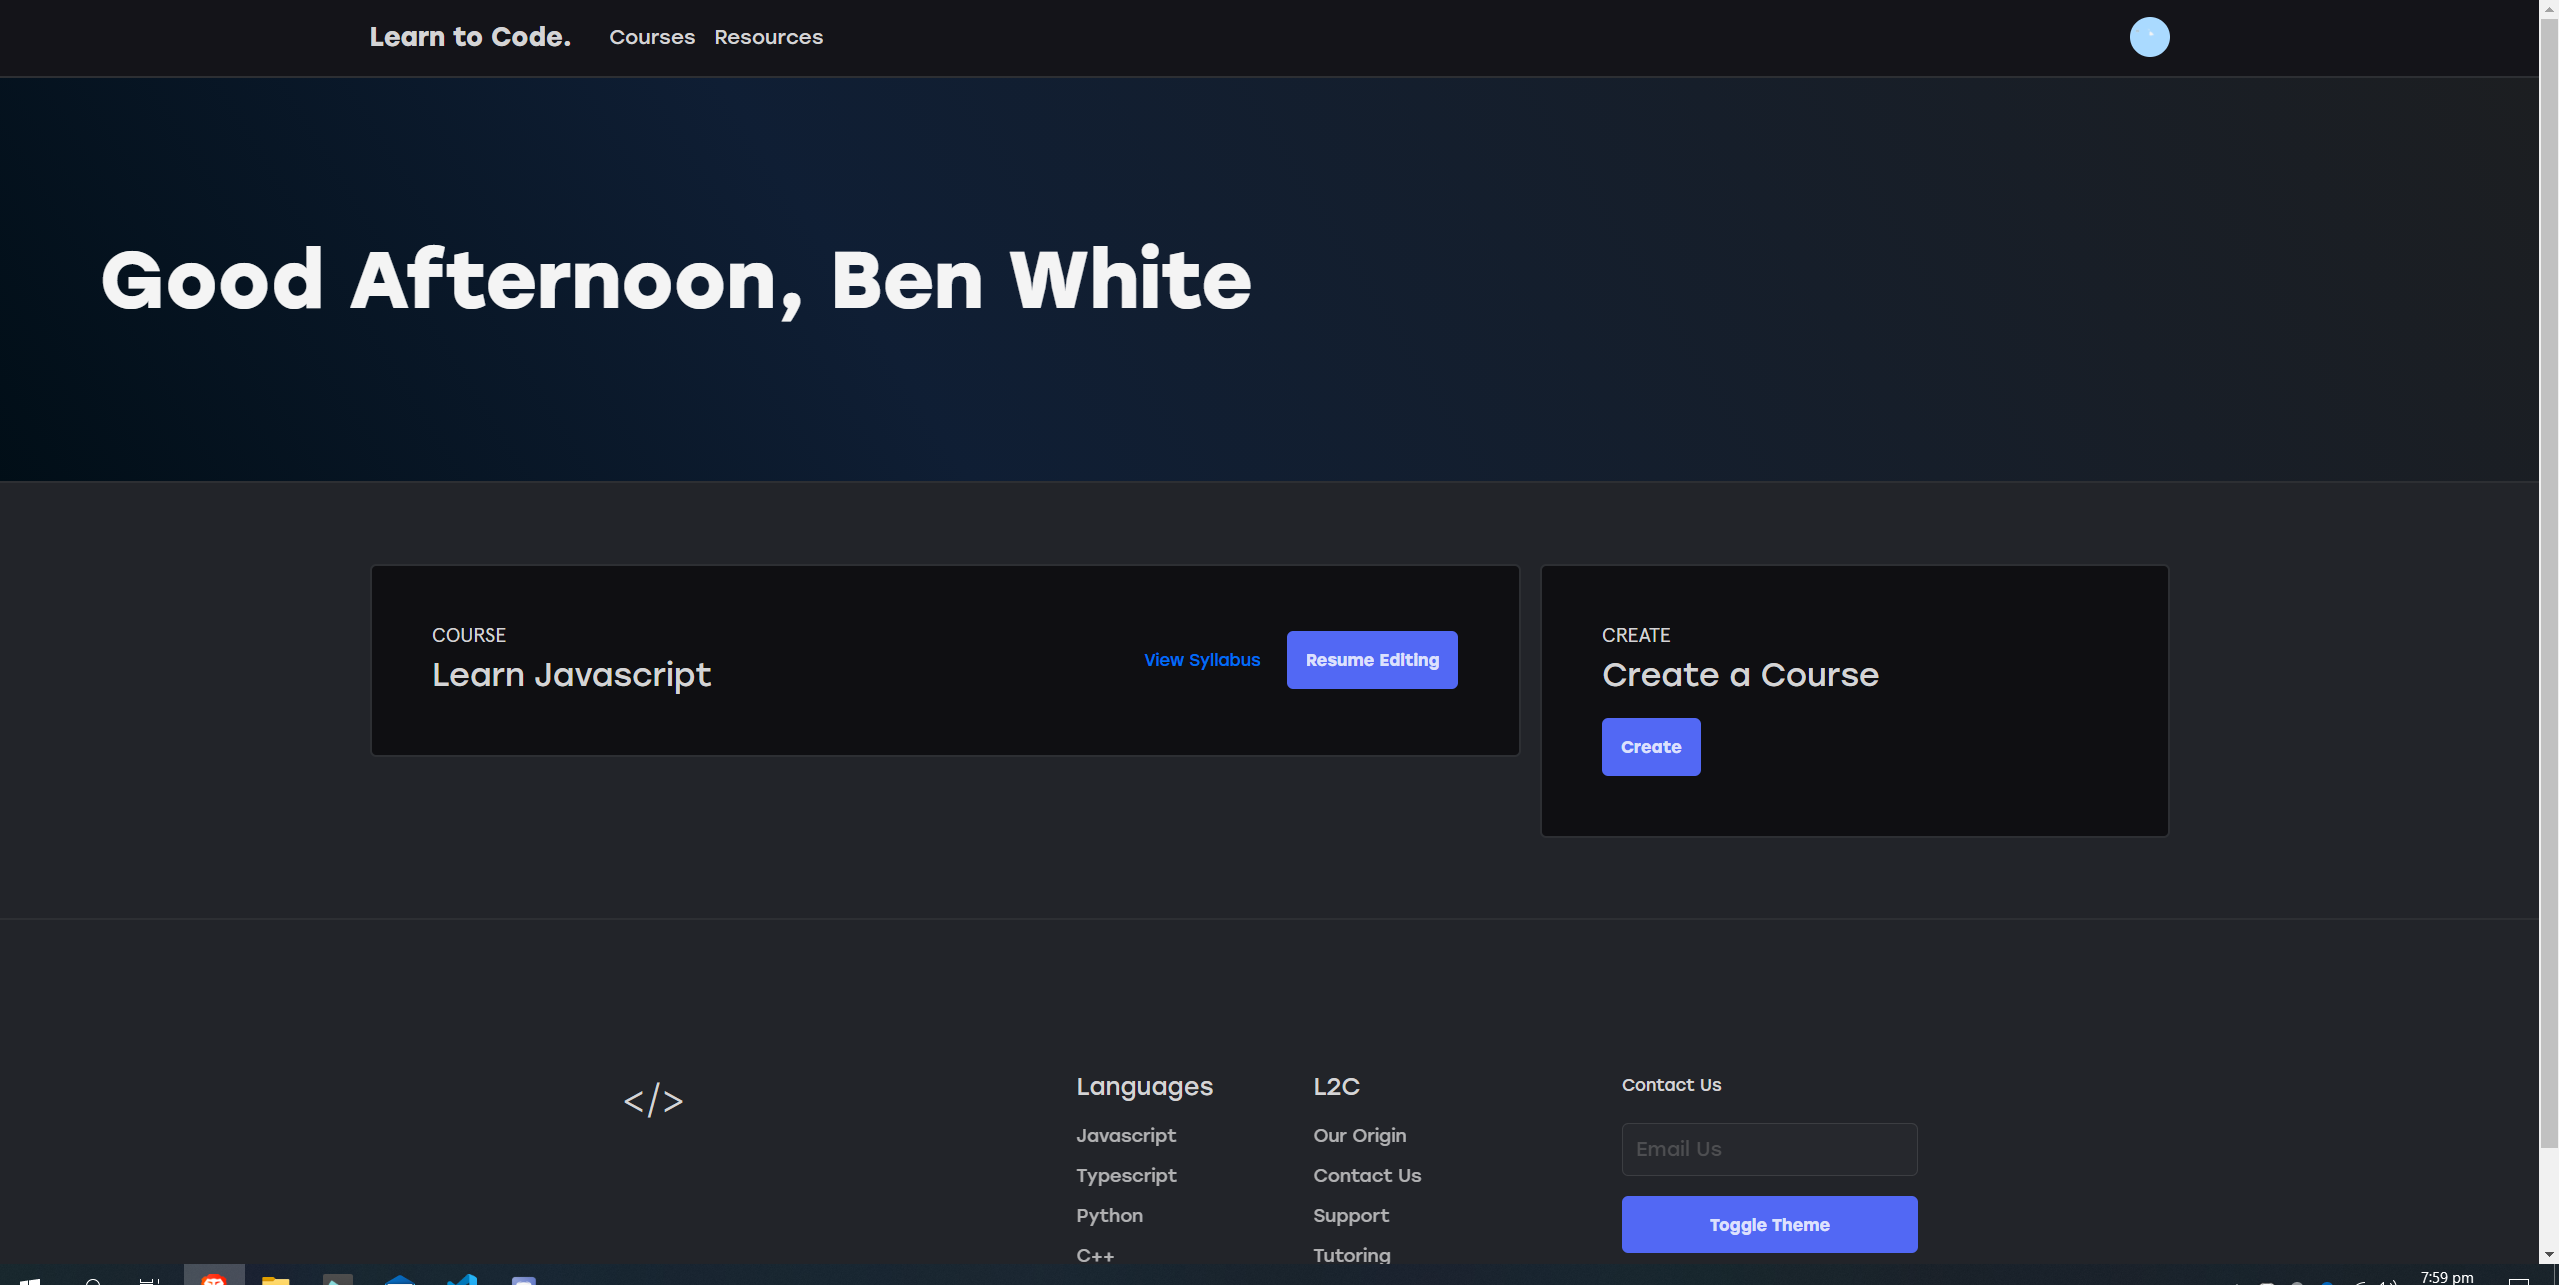 Learn to Code.
Courses
Resources
Good Afternoon, Ben White
COURSE
Learn Javascript
View Syllabus
Resume Editing
CREATE
Create a Course
Create
</>
Languages
Javascript
Typescript
Python
C++
L2C
Our Origin
Contact Us
Support
Tutoring
Contact Us
Email Us
Toggle Theme
7:59 pm